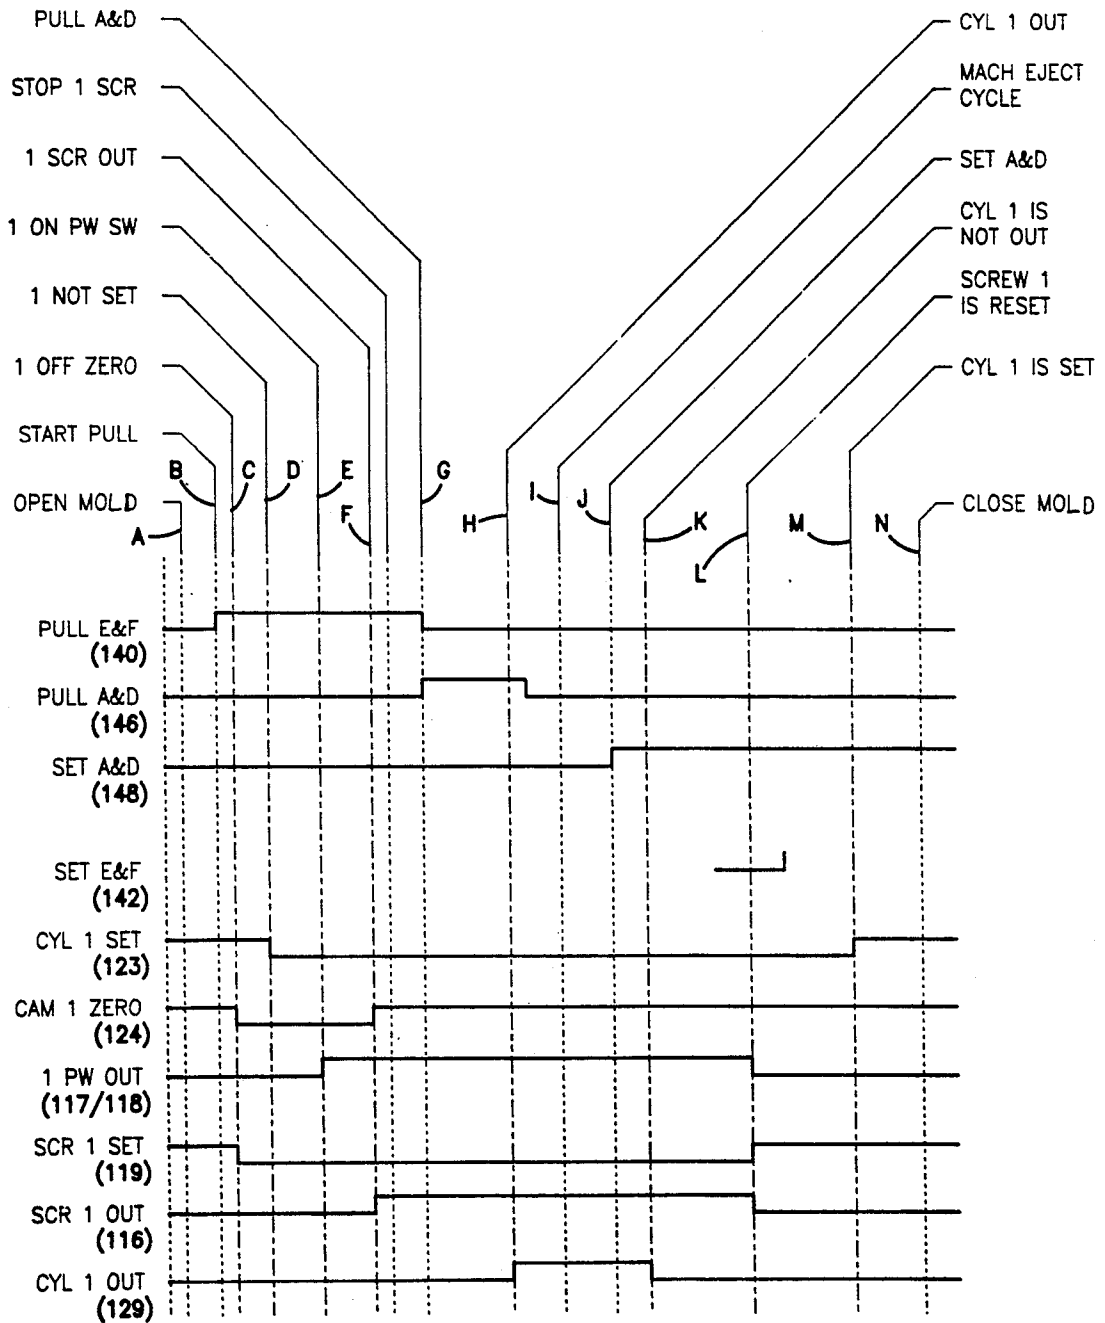 PULL A&D
STOP 1 SCR
1 SCR OUT
1 ON PW SW
1 NOT SET
1 OFF ZERO
START PULL
OPEN MOLD
CYL 1 OUT
MACH EJECT
CYCLE
SET A&D
CYL 1 IS
NOT OUT
SCREW 1
IS RESET
CYL 1 IS SET
CLOSE MOLD
A
B
C
D
E
F
G
H
I
J
K
L
M
N
PULL E&F
(140)
PULL A&D
(146)
SET A&D
(148)
SET E&F
(142)
CYL 1 SET
(123)
CAM 1 ZERO
(124)
1 PW OUT
(117/118)
SCR 1 SET
(119)
SCR 1 OUT
(116)
CYL 1 OUT
(129)